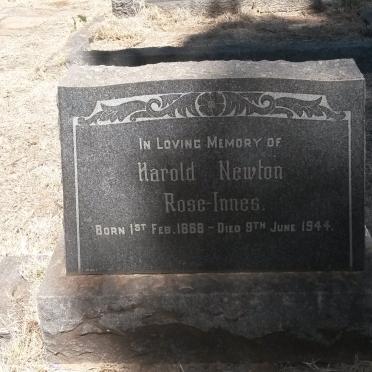 In Loving Memory of
Harold Newton
Rose-Innes.
Born 1st Feb. 1868 - Died 9th June 1944.